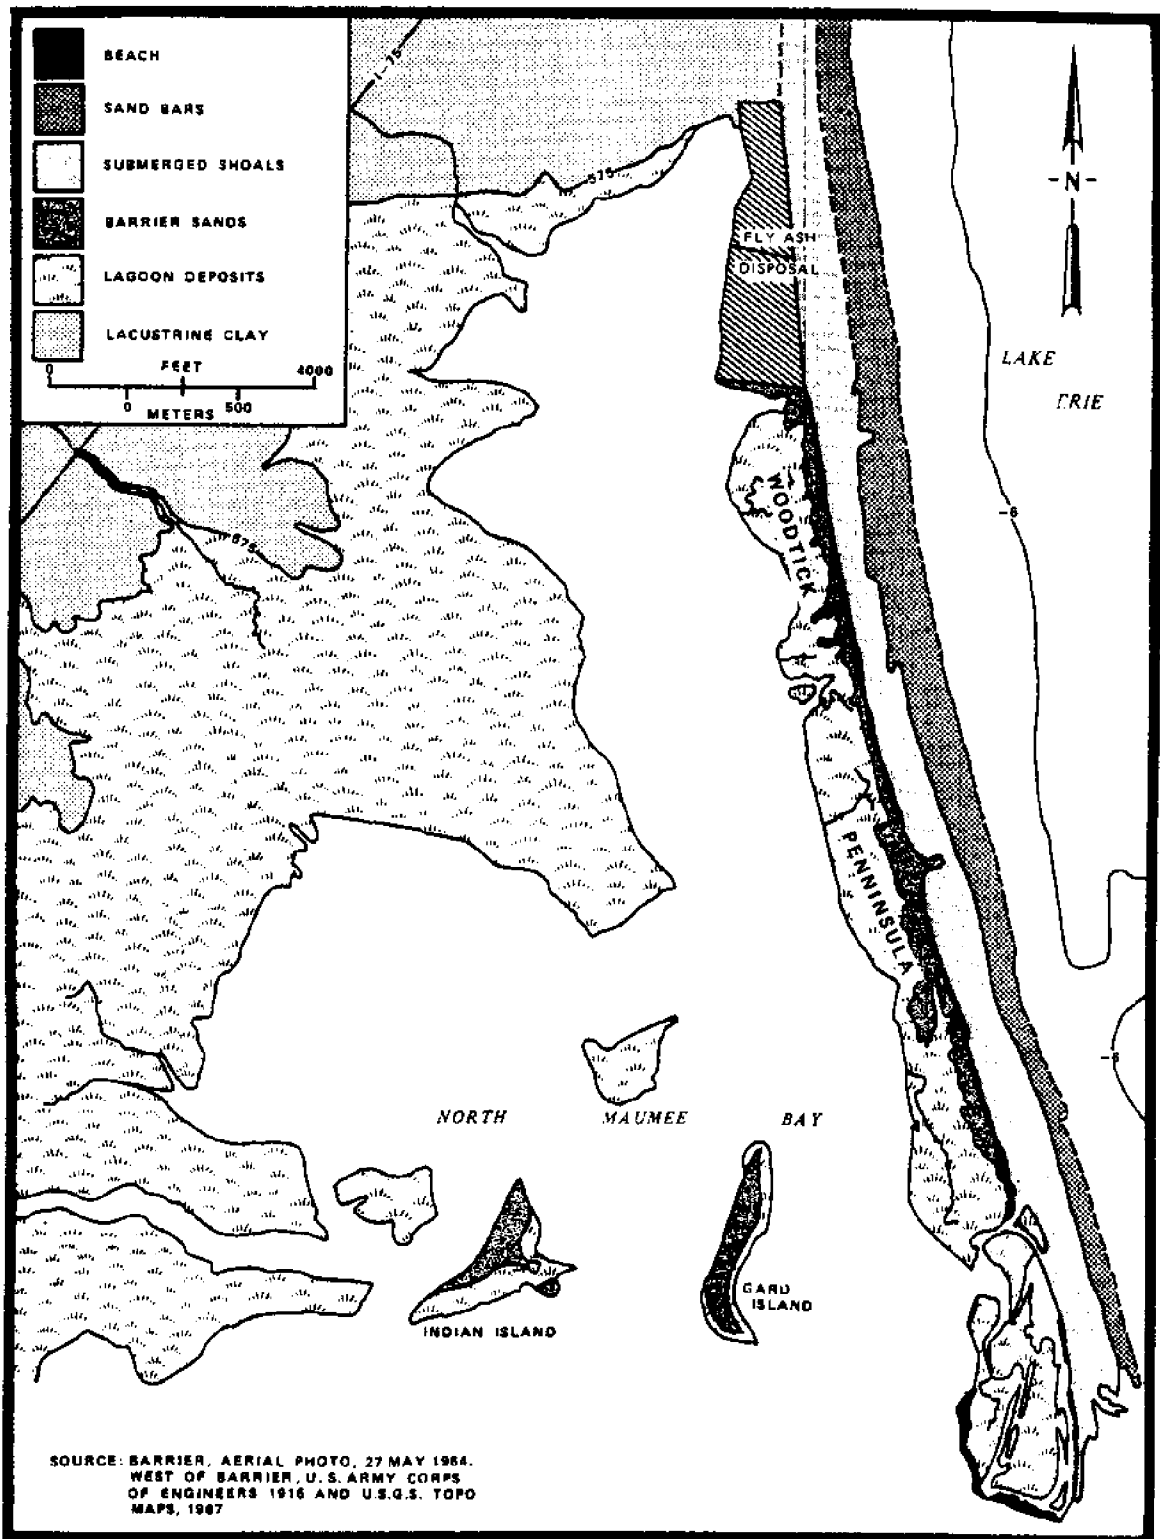 BEACH
SAND BARS
SUBMERGED SHOALS
BARRIER SANDS
LAGOON DEPOSITS
LACUSTRINE CLAY
0 FEET 4000
0 METERS 500
I-75
575
FLY ASH
DISPOSAL
-N-
LAKE
ERIE
-6
WOODTICK
575
PENNINSULA
-6
NORTH MAUMEE BAY
GARD
ISLAND
INDIAN ISLAND
SOURCE: BARRIER, AERIAL PHOTO, 27 MAY 1964.
WEST OF BARRIER, U.S. ARMY CORPS
OF ENGINEERS 1916 AND U.S.G.S. TOPO
MAPS, 1967